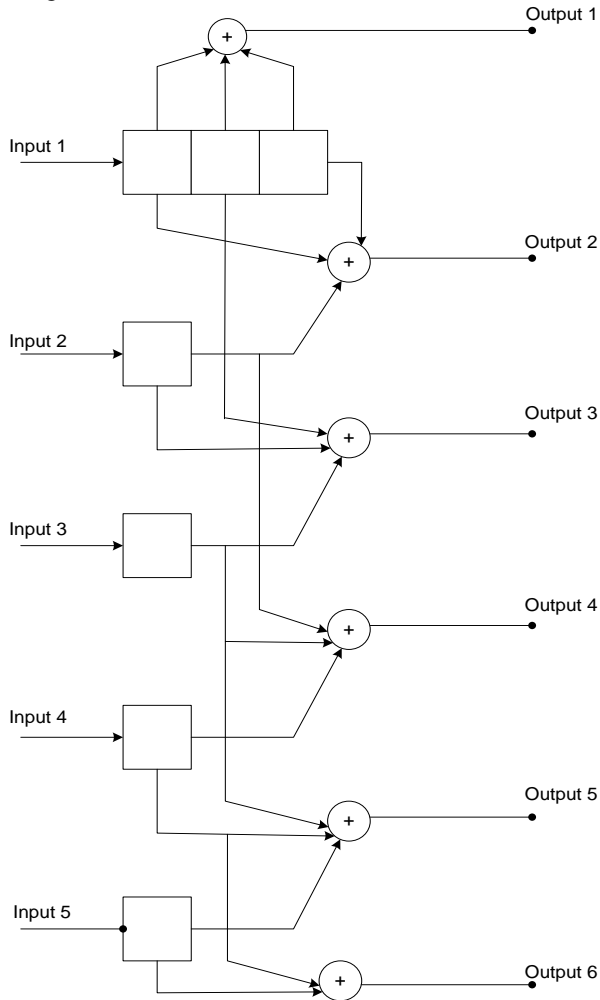 Output 1
+
Input 1
Output 2
+
Input 2
Output 3
+
Input 3
Output 4
+
Input 4
Output 5
+
Input 5
Output 6
+